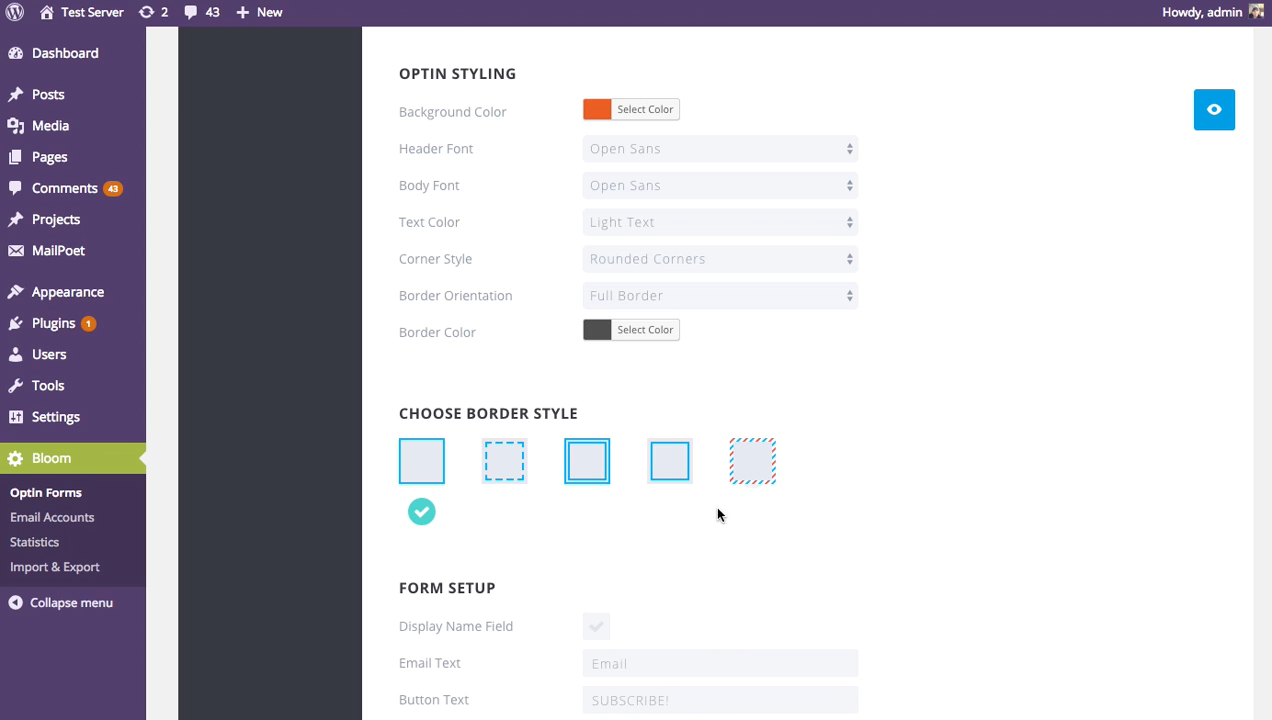 Test Server 2 43 New Howdy, admin
Dashboard
Posts
Media
Pages
Comments 43
Projects
MailPoet
Appearance
Plugins 1
Users
Tools
Settings
Bloom
Optin Forms
Email Accounts
Statistics
Import & Export
Collapse menu
OPTIN STYLING
Background Color Select Color
Header Font Open Sans
Body Font Open Sans
Text Color Light Text
Corner Style Rounded Corners
Border Orientation Full Border
Border Color Select Color
CHOOSE BORDER STYLE
FORM SETUP
Display Name Field
Email Text Email
Button Text SUBSCRIBE!